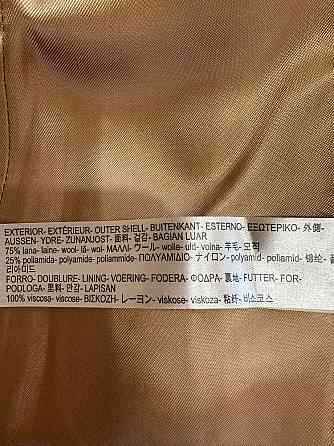 EXTERIOR- EXTÉRIEUR- OUTER SHELL- BUITENKANT- ESTERNO- ΕΞΩΤΕΡΙΚΟ- 外側-
AUSSEN- YDRE- ZUNANJOST- 面料- 겉감- BAGIAN LUAR
75% lana- laine- wool- lã- wol- ΜΑΛΛΙ- ウール- wolle- uld- volna- 羊毛- 모직
25% poliamida- polyamide- poliammide- ΠΟΛΥΑΜΙΔΙΟ- ナイロン- polyamid- poliamid- 锦纶-
리아미드
FORRO- DOUBLURE- LINING- VOERING- FODERA- ΦΟΔΡΑ- 裏地- FUTTER- FOR-
PODLOGA- 里料- 안감- LAPISAN
100% viscosa- viscose- ΒΙΣΚΟΖΗ- レーヨン- viskose- viskoza- 粘纤- 비스코스